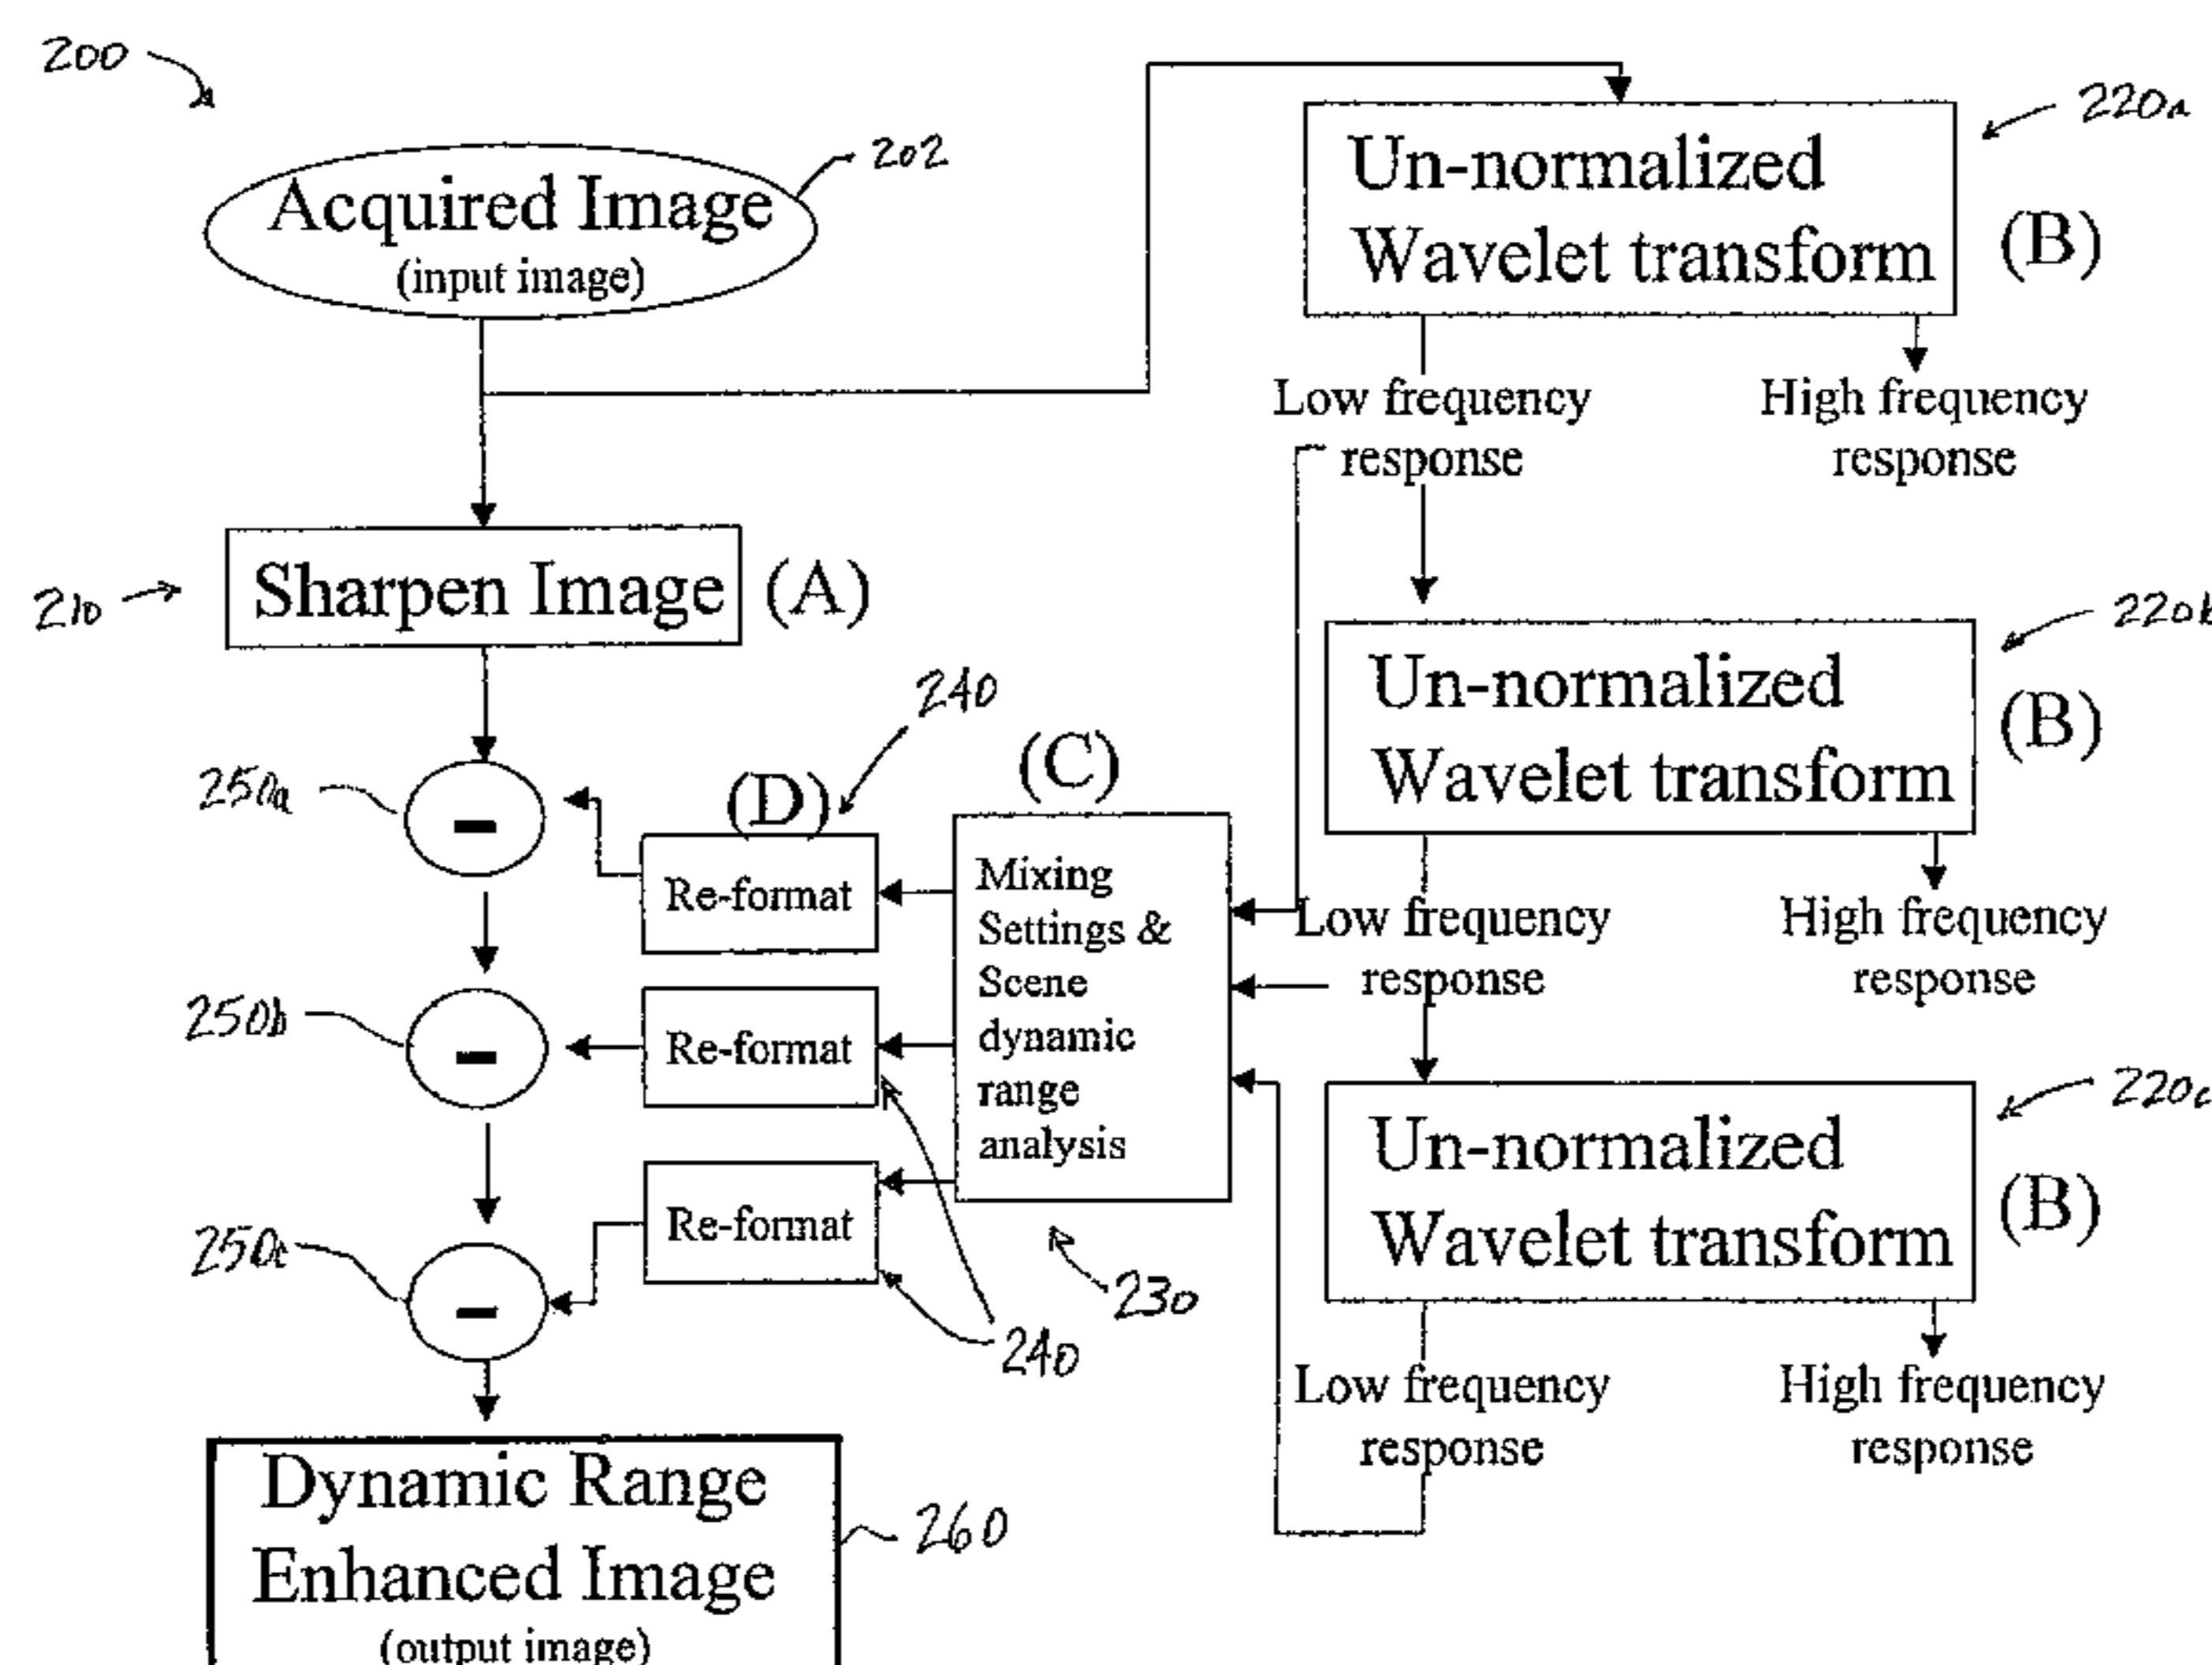 200
Acquired Image
(input image)
202
Un-normalized
Wavelet transform
(B)
220a
Low frequency
response
High frequency
response
210
Sharpen Image
(A)
Un-normalized
Wavelet transform
(B)
220b
Low frequency
response
High frequency
response
240
(D)
(C)
250a
Re-format
Mixing
Settings &
Scene
dynamic
range
analysis
250b
Re-format
250c
Re-format
240
230
Un-normalized
Wavelet transform
(B)
220c
Low frequency
response
High frequency
response
Dynamic Range
Enhanced Image
(output image)
260